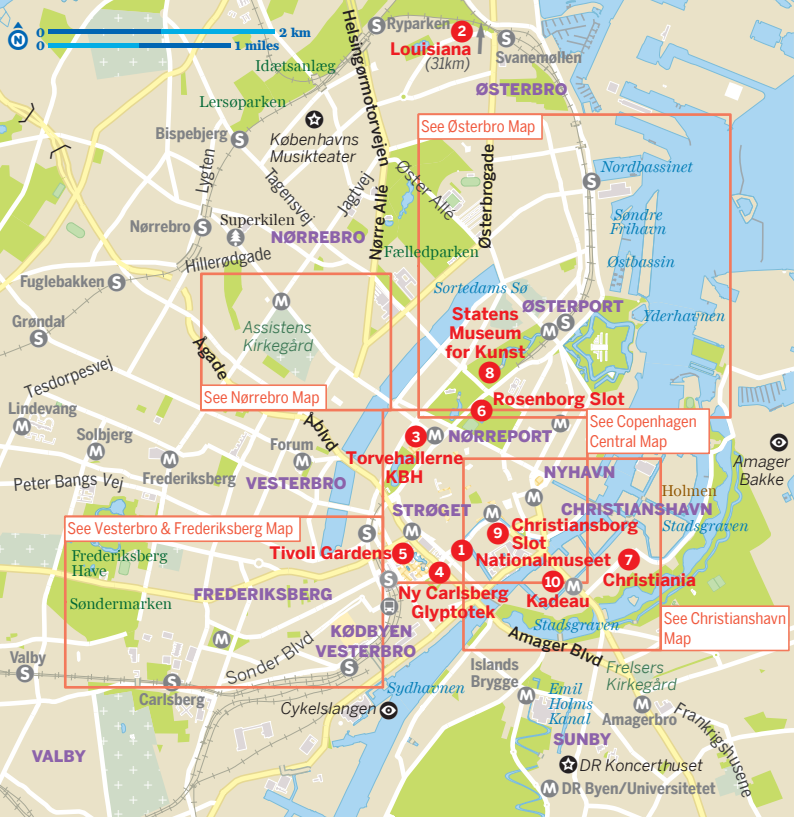 N
0
2 km
0
1 miles
Ryparken
S
2
Louisiana
(31km)
S
Svanemøllen
ØSTERBRO
Helsingørmotorvejen
Idætsanlæg
Lersøparken
Bispebjerg
S
Københavns
Musikteater
See Østerbro Map
Lygten
Tagensvej
Jagtvej
Nørre Allé
Øster Allé
Østerbrogade
S
Nordbassinet
Søndre
Frihavn
Østbassin
Nørrebro
S
Superkilen
NØRREBRO
Hillerødgade
Fælledparken
Fuglebakken
S
M
Assistens
Kirkegård
Sortedams Sø
ØSTERPORT
S
M
Yderhavnen
Statens
Museum
for Kunst
8
Grøndal
S
Ågade
Tesdorpesvej
See Nørrebro Map
Rosenborg Slot
6
Lindevang
M
Solbjerg
M
Frederiksberg
M
Åblvd
Forum
M
3
M
NØRREPORT
M
See Copenhagen
Central Map
Torvehallerne
KBH
Amager
Bakke
Peter Bangs Vej
VESTERBRO
NYHAVN
M
Holmen
CHRISTIANSHAVN
Stadsgraven
STRØGET
M
M
See Vesterbro & Frederiksberg Map
S
9
Christiansborg
Slot
Tivoli Gardens
5
1
Nationalmuseet
7
Christiania
Frederiksberg
Have
Søndermarken
FREDERIKSBERG
S
4
Ny Carlsberg
Glyptotek
10
M
Kadeau
Stadsgraven
See Christianshavn
Map
M
KØDBYEN
VESTERBRO
S
Sonder Blvd
Amager Blvd
Valby
S
S
Carlsberg
Sydhavnen
Cykelslangen
Islands
Brygge
M
Emil
Holms
Kanal
Frelsers
Kirkegård
M
Amagerbro
Frankrigshusene
SUNBY
VALBY
DR Koncerthuset
M
DR Byen/Universitetet